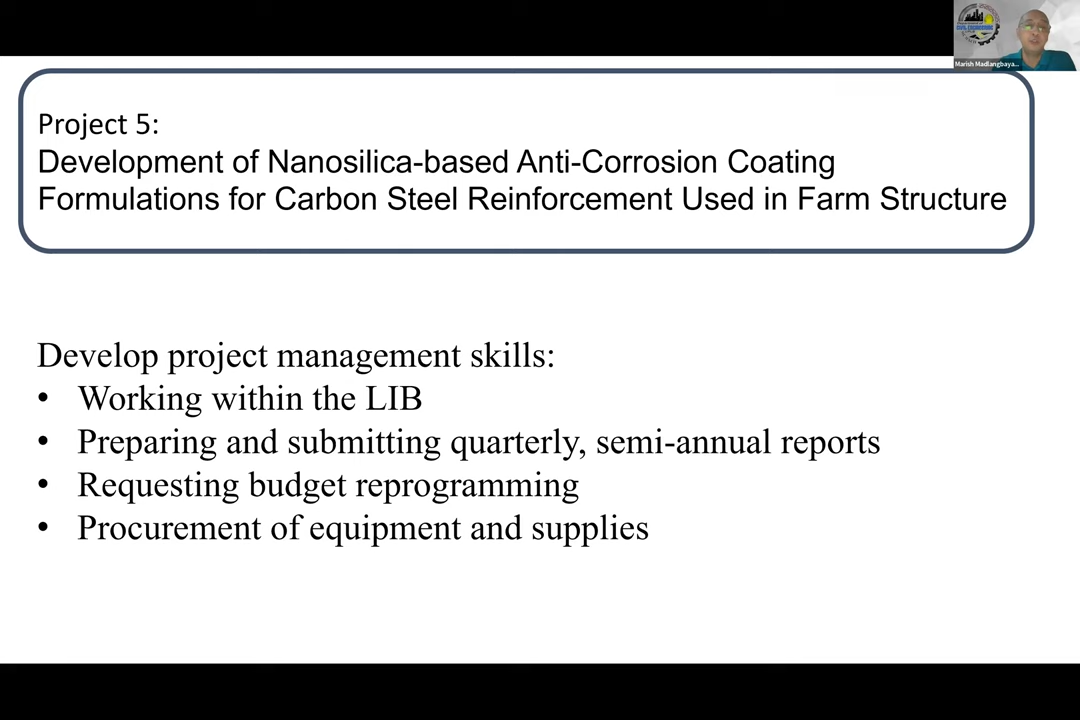 Marish Madlangbaya...
Project 5:
Development of Nanosilica-based Anti-Corrosion Coating
Formulations for Carbon Steel Reinforcement Used in Farm Structure
Develop project management skills:
• Working within the LIB
• Preparing and submitting quarterly, semi-annual reports
• Requesting budget reprogramming
• Procurement of equipment and supplies